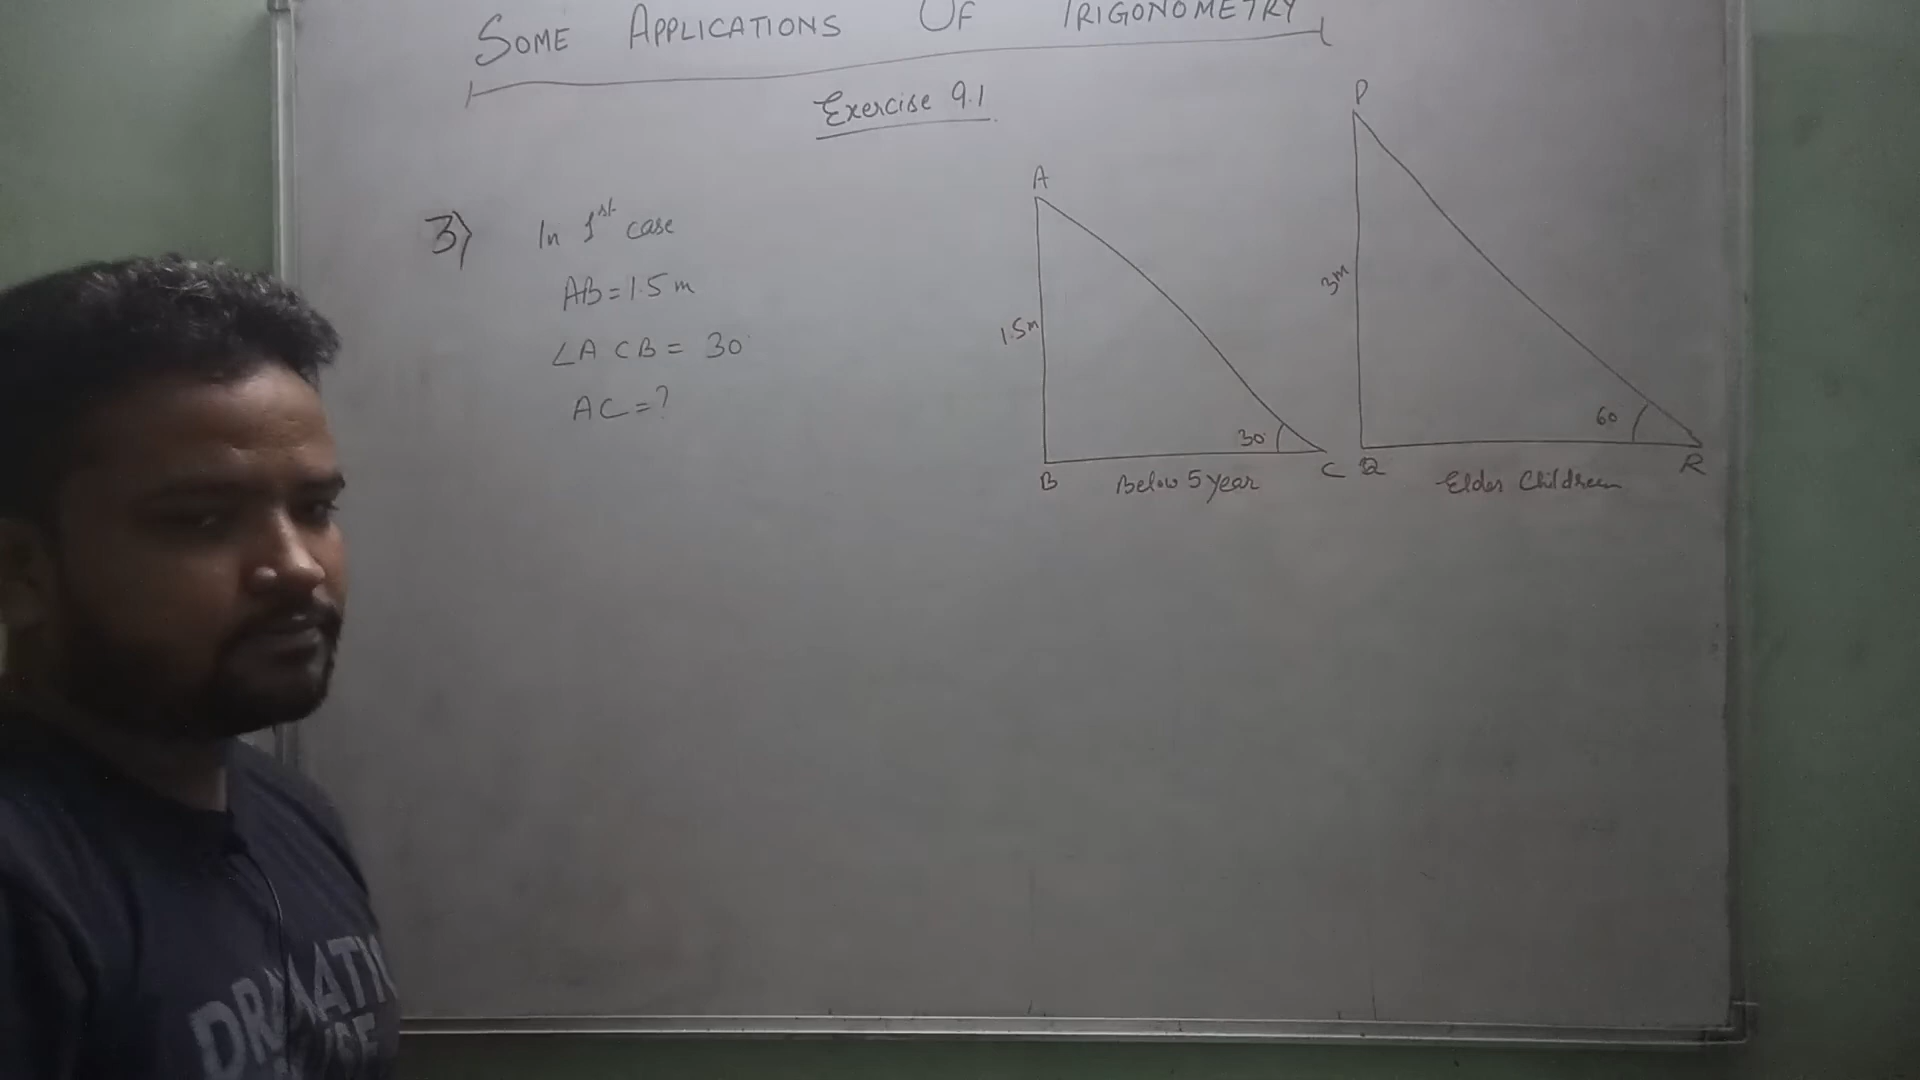 SOME APPLICATIONS OF TRIGONOMETRY
Exercise 9.1
3) In 1st case
AB = 1.5 m
∠ACB = 30°
AC = ?
A
1.5m
30°
B
C
Below 5 year
P
3m
60
Q
R
Elder Children